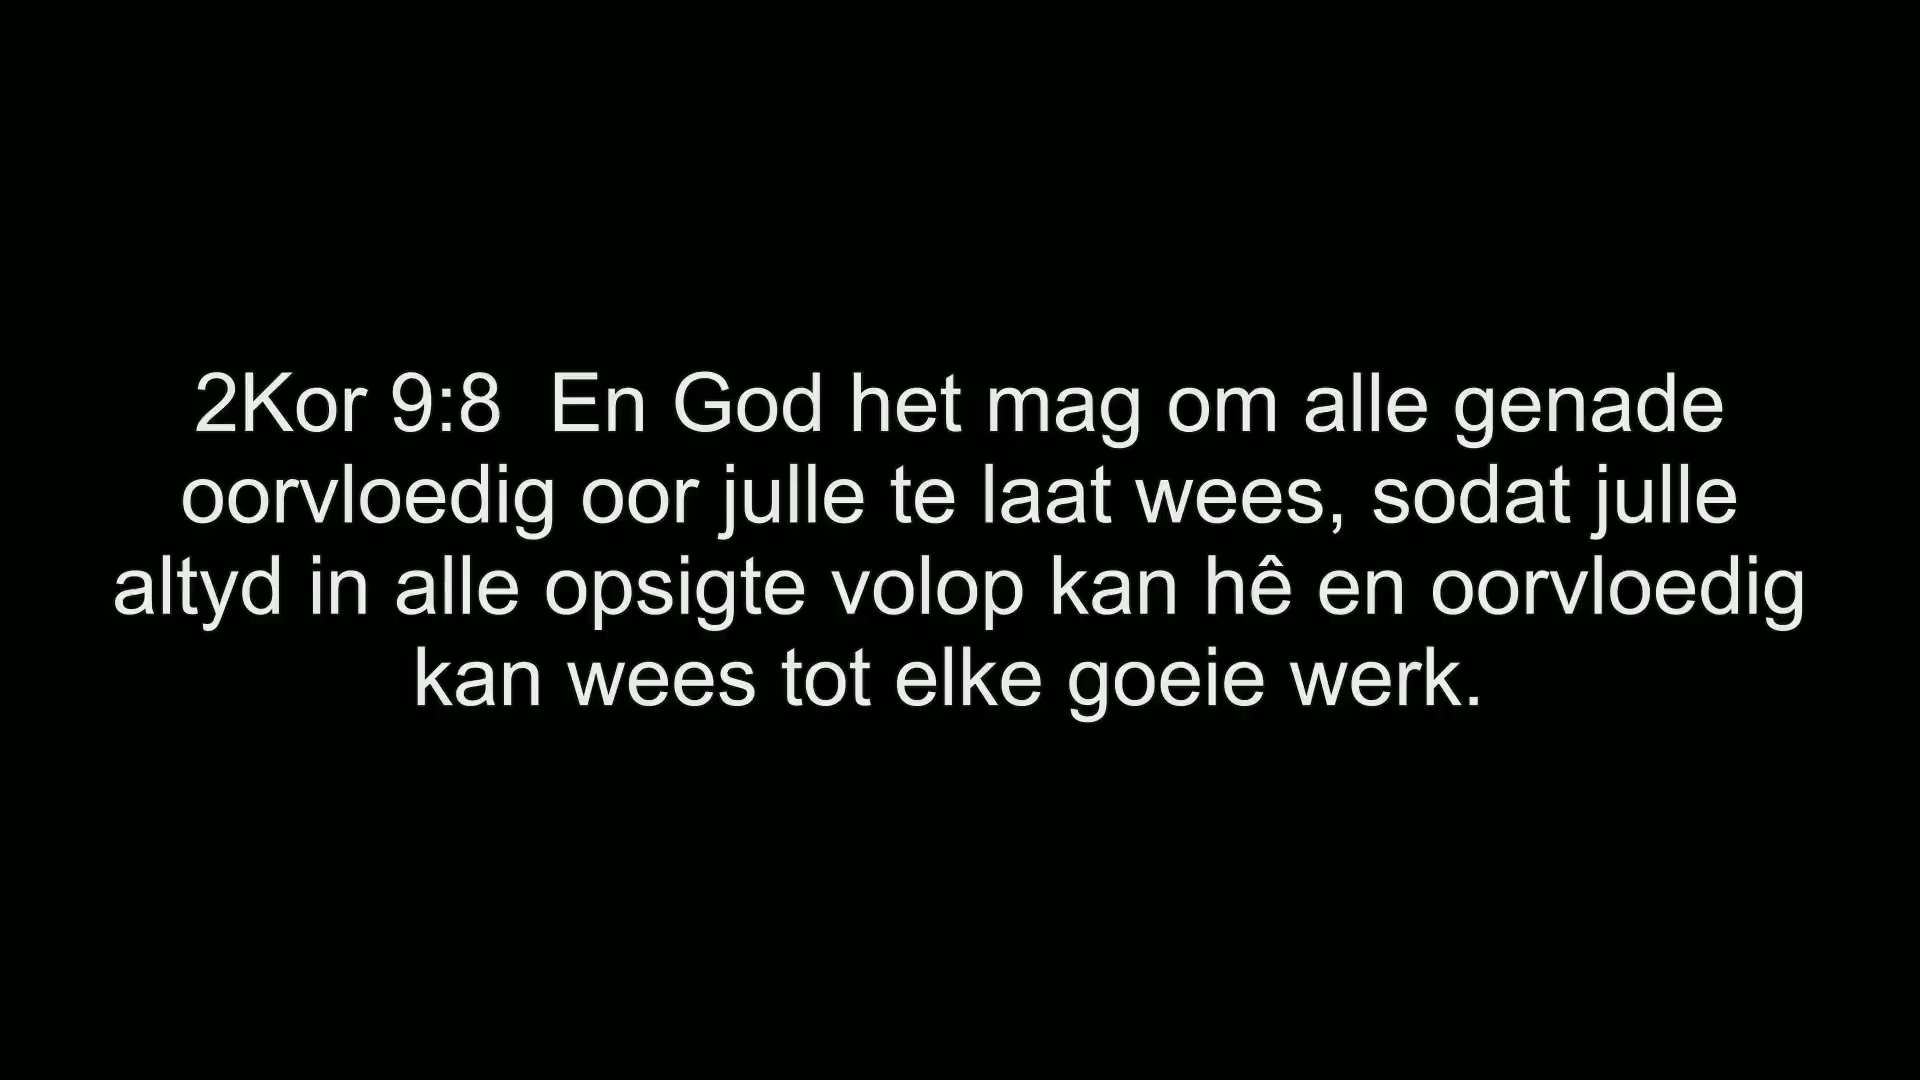 2Kor 9:8  En God het mag om alle genade
oorvloedig oor julle te laat wees, sodat julle
altyd in alle opsigte volop kan hê en oorvloedig
kan wees tot elke goeie werk.